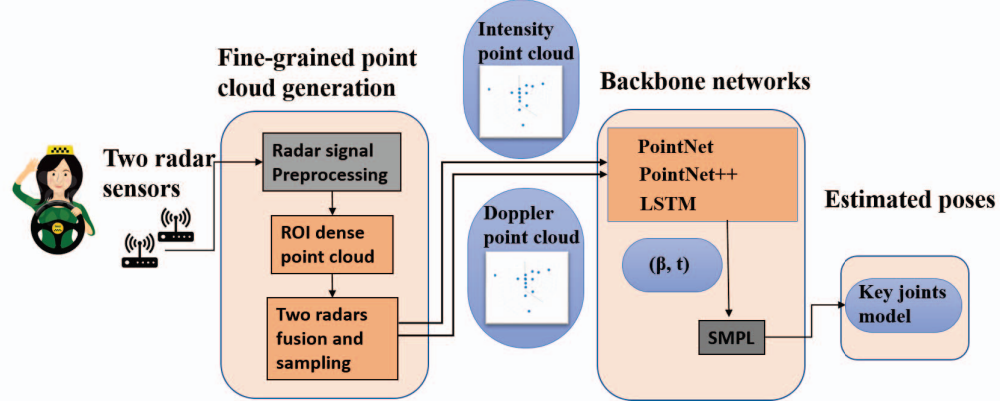 Two radar
sensors
Fine-grained point
cloud generation
Radar signal
Preprocessing
ROI dense
point cloud
Two radars
fusion and
sampling
Intensity
point cloud
Doppler
point cloud
Backbone networks
PointNet
PointNet++
LSTM
(β, t)
SMPL
Estimated poses
Key joints
model